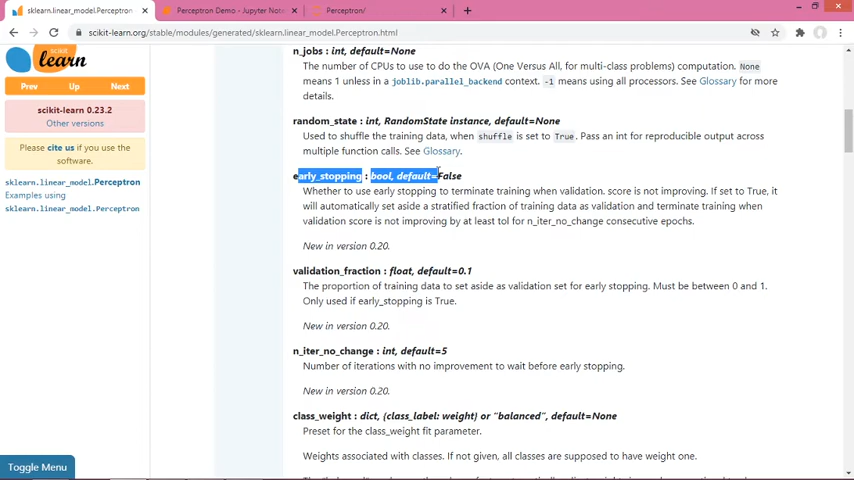 sklearn.linear_model.Perceptron
Perceptron Demo - Jupyter Not
Perceptron/
scikit-learn.org/stable/modules/generated/sklearn.linear_model.Perceptron.html
scikit
learn
Prev Up Next
scikit-learn 0.23.2
Other versions
Please cite us if you use the
software.
sklearn.linear_model.Perceptron
Examples using
sklearn.linear_model.Perceptron
Toggle Menu
n_jobs : int, default=None
The number of CPUs to use to do the OVA (One Versus All, for multi-class problems) computation. None
means 1 unless in a joblib.parallel_backend context. -1 means using all processors. See Glossary for more
details.
random_state : int, RandomState instance, default=None
Used to shuffle the training data, when shuffle is set to True. Pass an int for reproducible output across
multiple function calls. See Glossary.
early_stopping : bool, default=False
Whether to use early stopping to terminate training when validation. score is not improving. If set to True, it
will automatically set aside a stratified fraction of training data as validation and terminate training when
validation score is not improving by at least tol for n_iter_no_change consecutive epochs.
New in version 0.20.
validation_fraction : float, default=0.1
The proportion of training data to set aside as validation set for early stopping. Must be between 0 and 1.
Only used if early_stopping is True.
New in version 0.20.
n_iter_no_change : int, default=5
Number of iterations with no improvement to wait before early stopping.
New in version 0.20.
class_weight : dict, {class_label: weight} or "balanced", default=None
Preset for the class_weight fit parameter.
Weights associated with classes. If not given, all classes are supposed to have weight one.